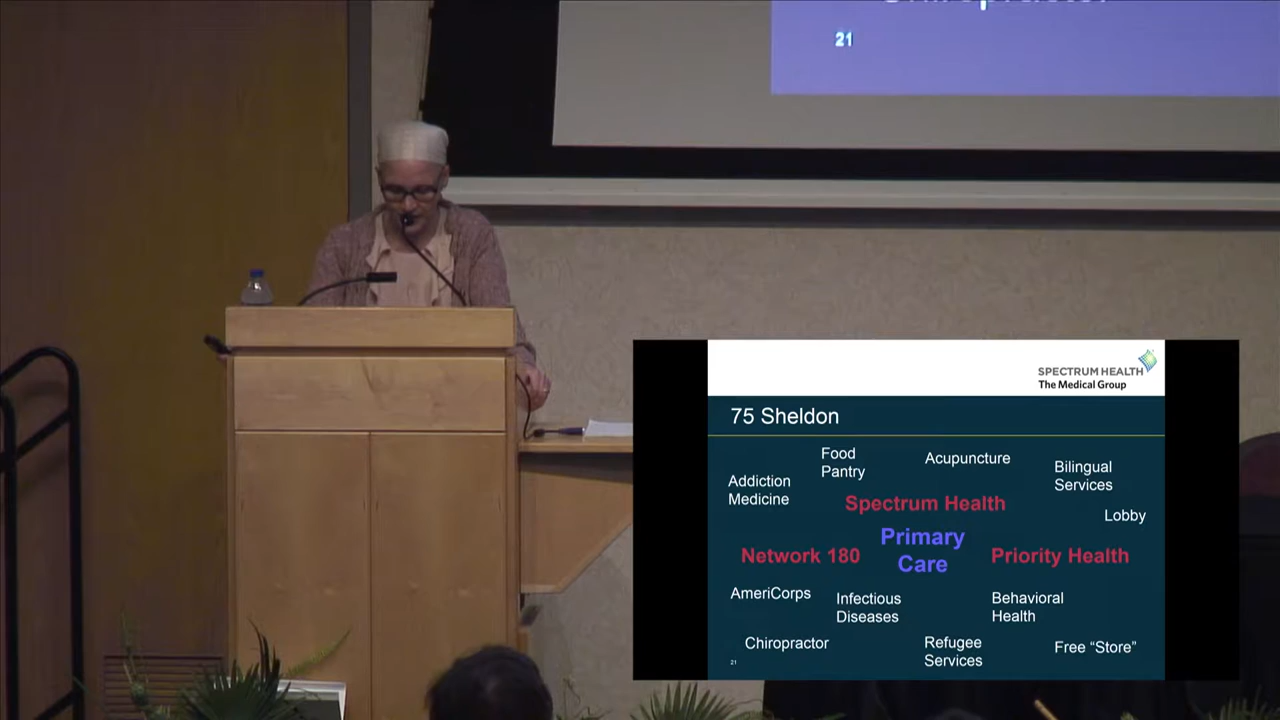 21
SPECTRUM HEALTH
The Medical Group
75 Sheldon
Food
Pantry
Acupuncture
Bilingual
Services
Addiction
Medicine
Spectrum Health
Lobby
Primary
Care
Network 180
Priority Health
AmeriCorps
Infectious
Diseases
Behavioral
Health
Chiropractor
Refugee
Services
Free “Store”
21